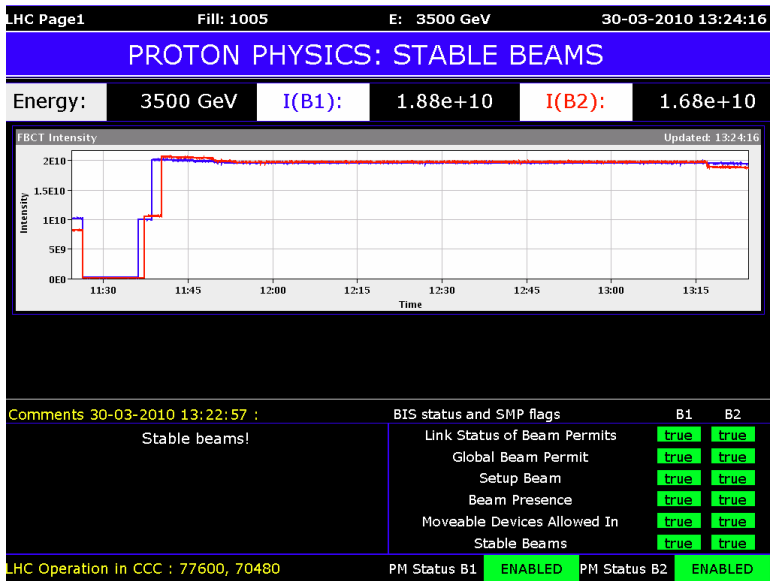 LHC Page1 Fill: 1005 E: 3500 GeV 30-03-2010 13:24:16
PROTON PHYSICS: STABLE BEAMS
Energy: 3500 GeV I(B1): 1.88e+10 I(B2): 1.68e+10
FBCT Intensity Updated: 13:24:16
2E10
1.5E10
1E10
5E9
0E0
Intensity
11:30 11:45 12:00 12:15 12:30 12:45 13:00 13:15
Time
Comments 30-03-2010 13:22:57 :
Stable beams!
BIS status and SMP flags B1 B2
Link Status of Beam Permits true true
Global Beam Permit true true
Setup Beam true true
Beam Presence true true
Moveable Devices Allowed In true true
Stable Beams true true
LHC Operation in CCC : 77600, 70480 PM Status B1 ENABLED PM Status B2 ENABLED